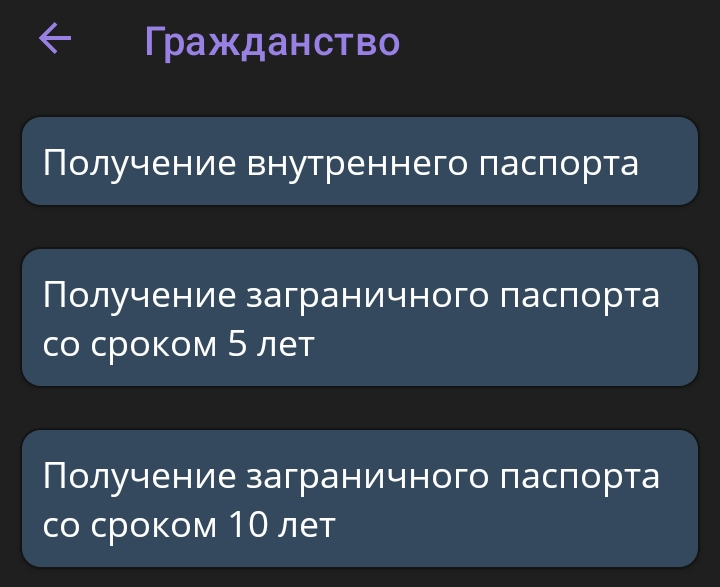 Гражданство
Получение внутреннего паспорта
Получение заграничного паспорта
со сроком 5 лет
Получение заграничного паспорта
со сроком 10 лет